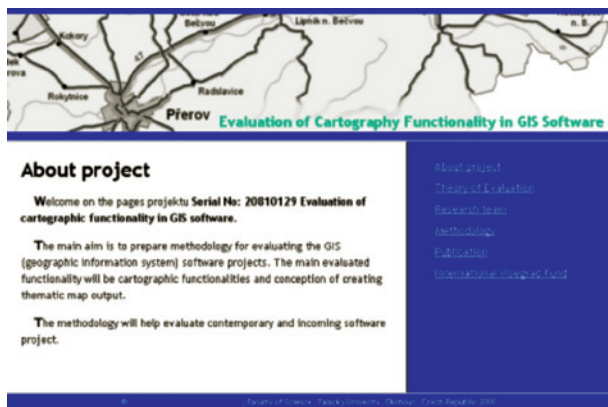 Bečvou
Lipník n. Bečvou
n. B.
Kokory
47
Rokytnice
Radslavice
Přerov
Evaluation of Cartography Functionality in GIS Software
About project
Welcome on the pages projektu Serial No: 20810129 Evaluation of
cartographic functionality in GIS software.
The main aim is to prepare methodology for evaluating the GIS
(geographic information system) software projects. The main evaluated
functionality will be cartographic functionalities and conception of creating
thematic map output.
The methodology will help evaluate contemporary and incoming software
project.
About project
Theory of Evaluation
Research team
Methodology
Publication
International Visegrad Fund
Faculty of Science, Palacky University, Olomouc, Czech Republic